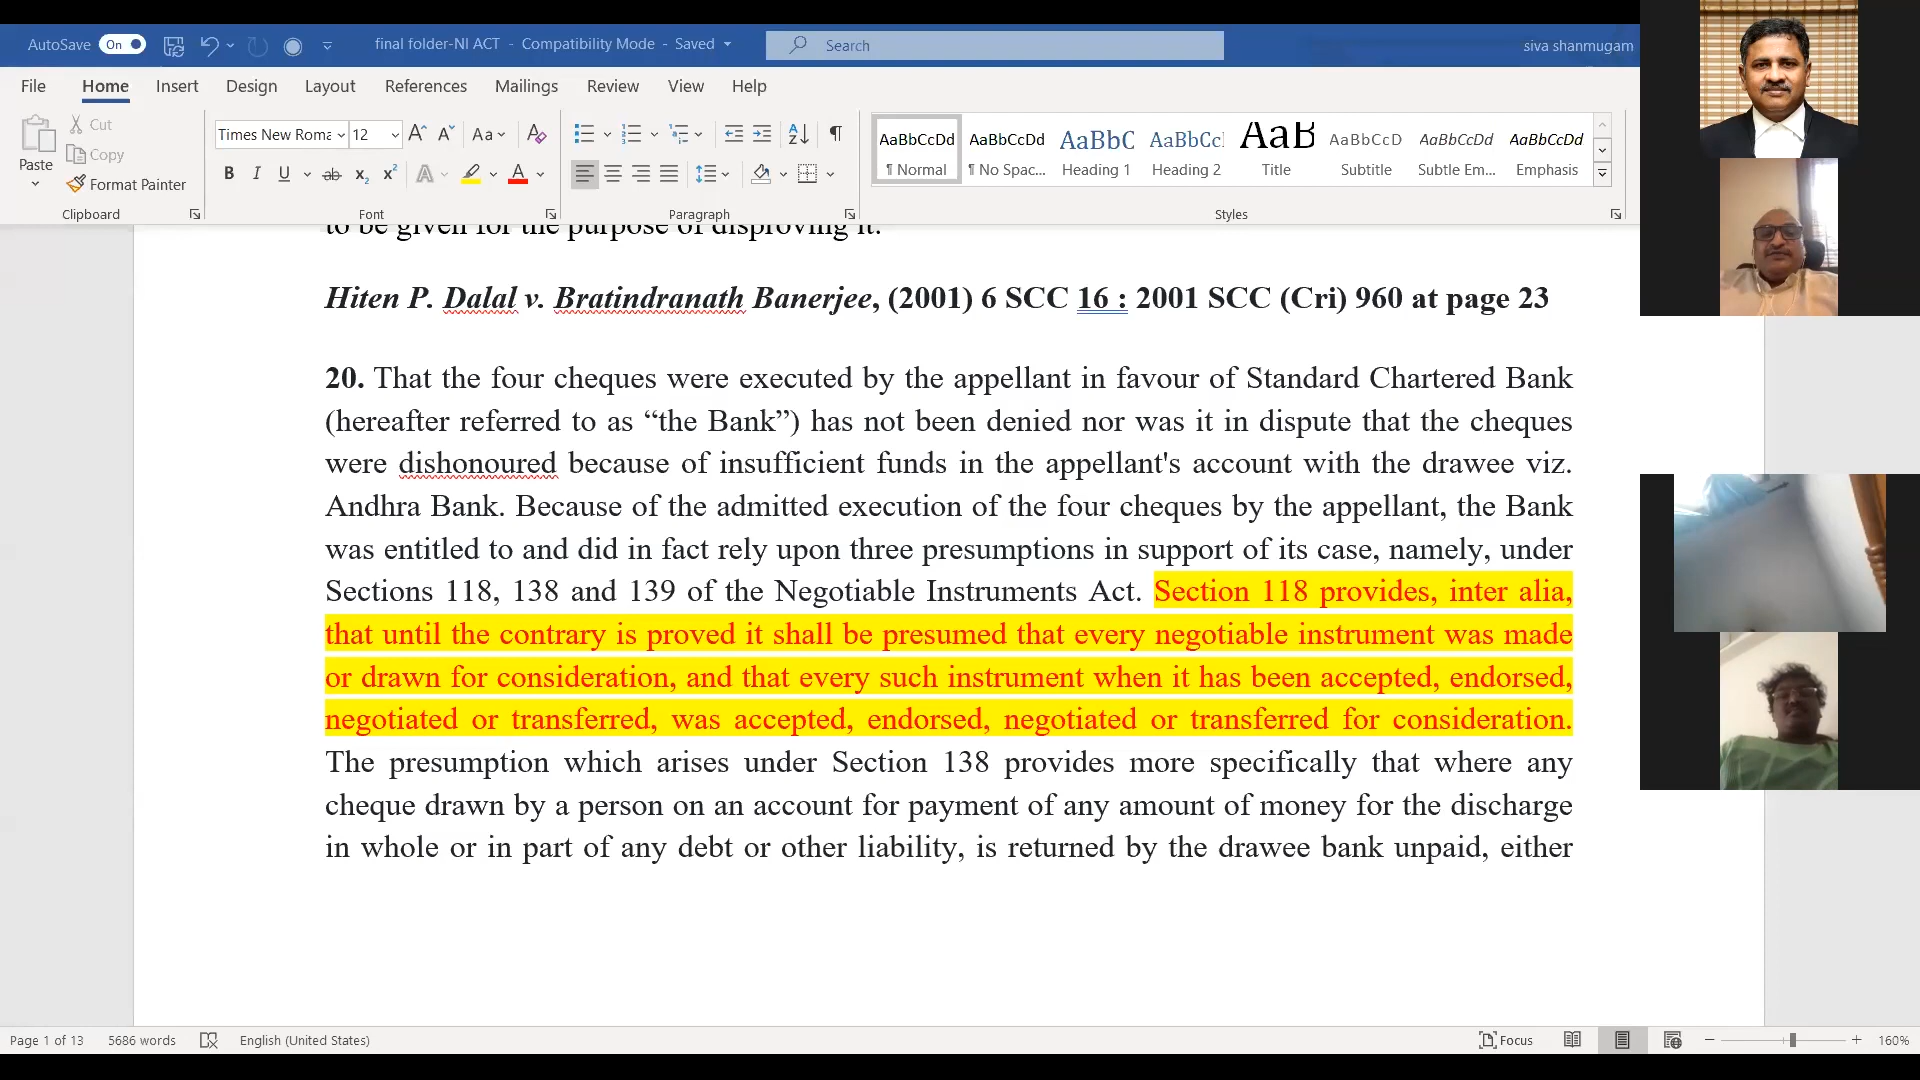 AutoSave On final folder-NI ACT - Compatibility Mode - Saved Search siva shanmugam
File Home Insert Design Layout References Mailings Review View Help
Paste
Cut
Copy
Format Painter
Clipboard
Times New Roma 12
Aa
B I U ab x₂ x² A A
Font
Paragraph
AaBbCcDd AaBbCcDd AaBbC AaBbCcl AaB AaBbCcD AaBbCcDd AaBbCcDd
¶ Normal ¶ No Spac... Heading 1 Heading 2 Title Subtitle Subtle Em... Emphasis
Styles
to be given for the purpose of disproving it.
Hiten P. Dalal v. Bratindranath Banerjee, (2001) 6 SCC 16 : 2001 SCC (Cri) 960 at page 23
20. That the four cheques were executed by the appellant in favour of Standard Chartered Bank
(hereafter referred to as “the Bank”) has not been denied nor was it in dispute that the cheques
were dishonoured because of insufficient funds in the appellant's account with the drawee viz.
Andhra Bank. Because of the admitted execution of the four cheques by the appellant, the Bank
was entitled to and did in fact rely upon three presumptions in support of its case, namely, under
Sections 118, 138 and 139 of the Negotiable Instruments Act. Section 118 provides, inter alia,
that until the contrary is proved it shall be presumed that every negotiable instrument was made
or drawn for consideration, and that every such instrument when it has been accepted, endorsed,
negotiated or transferred, was accepted, endorsed, negotiated or transferred for consideration.
The presumption which arises under Section 138 provides more specifically that where any
cheque drawn by a person on an account for payment of any amount of money for the discharge
in whole or in part of any debt or other liability, is returned by the drawee bank unpaid, either
Page 1 of 13 5686 words English (United States) Focus 160%